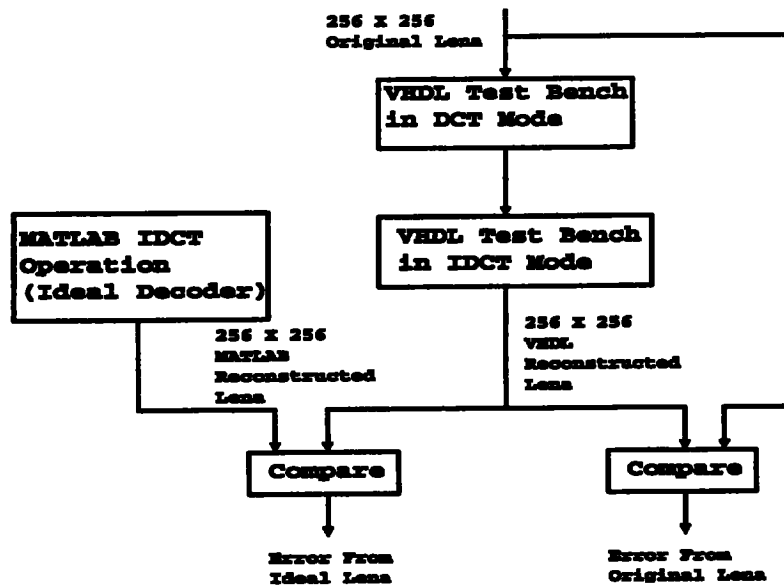 256 X 256
Original Lena
VHDL Test Bench
in DCT Mode
MATLAB IDCT
Operation
(Ideal Decoder)
VHDL Test Bench
in IDCT Mode
256 X 256
MATLAB
Reconstructed
Lena
256 X 256
VHDL
Reconstructed
Lena
Compare
Compare
Error From
Ideal Lena
Error From
Original Lena